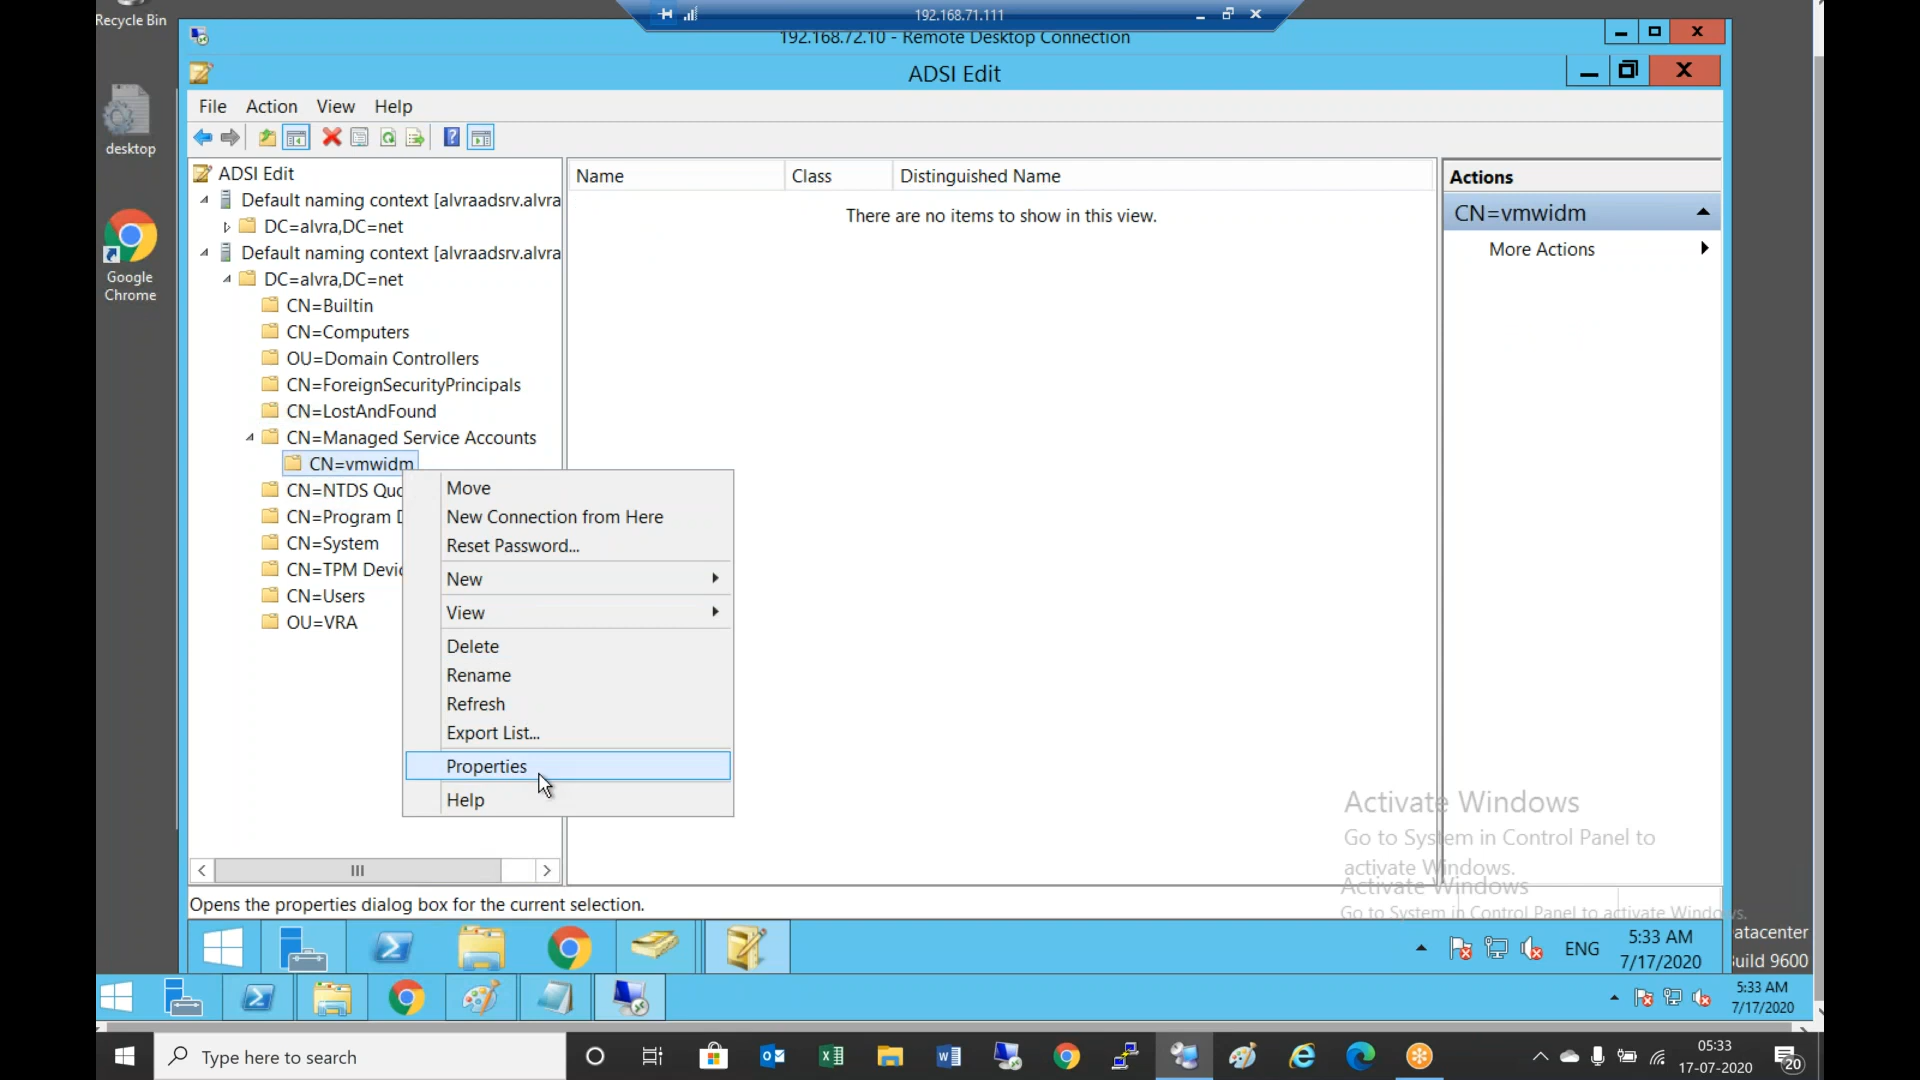 Recycle Bin
192.168.71.111
192.168.72.10 - Remote Desktop Connection
ADSI Edit
File Action View Help
desktop
Google
Chrome
ADSI Edit
Default naming context [alvraadsrv.alvra
DC=alvra,DC=net
Default naming context [alvraadsrv.alvra
DC=alvra,DC=net
CN=Builtin
CN=Computers
OU=Domain Controllers
CN=ForeignSecurityPrincipals
CN=LostAndFound
CN=Managed Service Accounts
CN=vmwidm
CN=NTDS Quo
CN=Program D
CN=System
CN=TPM Devic
CN=Users
OU=VRA
Name Class Distinguished Name
There are no items to show in this view.
Actions
CN=vmwidm
More Actions
Move
New Connection from Here
Reset Password...
New
View
Delete
Rename
Refresh
Export List...
Properties
Help
Activate Windows
Go to System in Control Panel to
activate Windows.
Activate Windows
Go to System in Control Panel to activate Windows.
Opens the properties dialog box for the current selection.
ENG
5:33 AM
7/17/2020
atacenter
uild 9600
5:33 AM
7/17/2020
Type here to search
05:33
17-07-2020
20